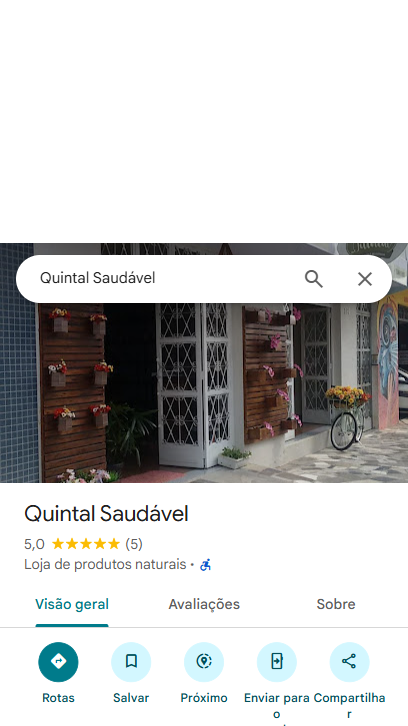 Quintal Saudável
Quintal Saudável
5,0 (5)
Loja de produtos naturais ·
Visão geral Avaliações Sobre
Rotas Salvar Próximo Enviar para Compartilha
o r